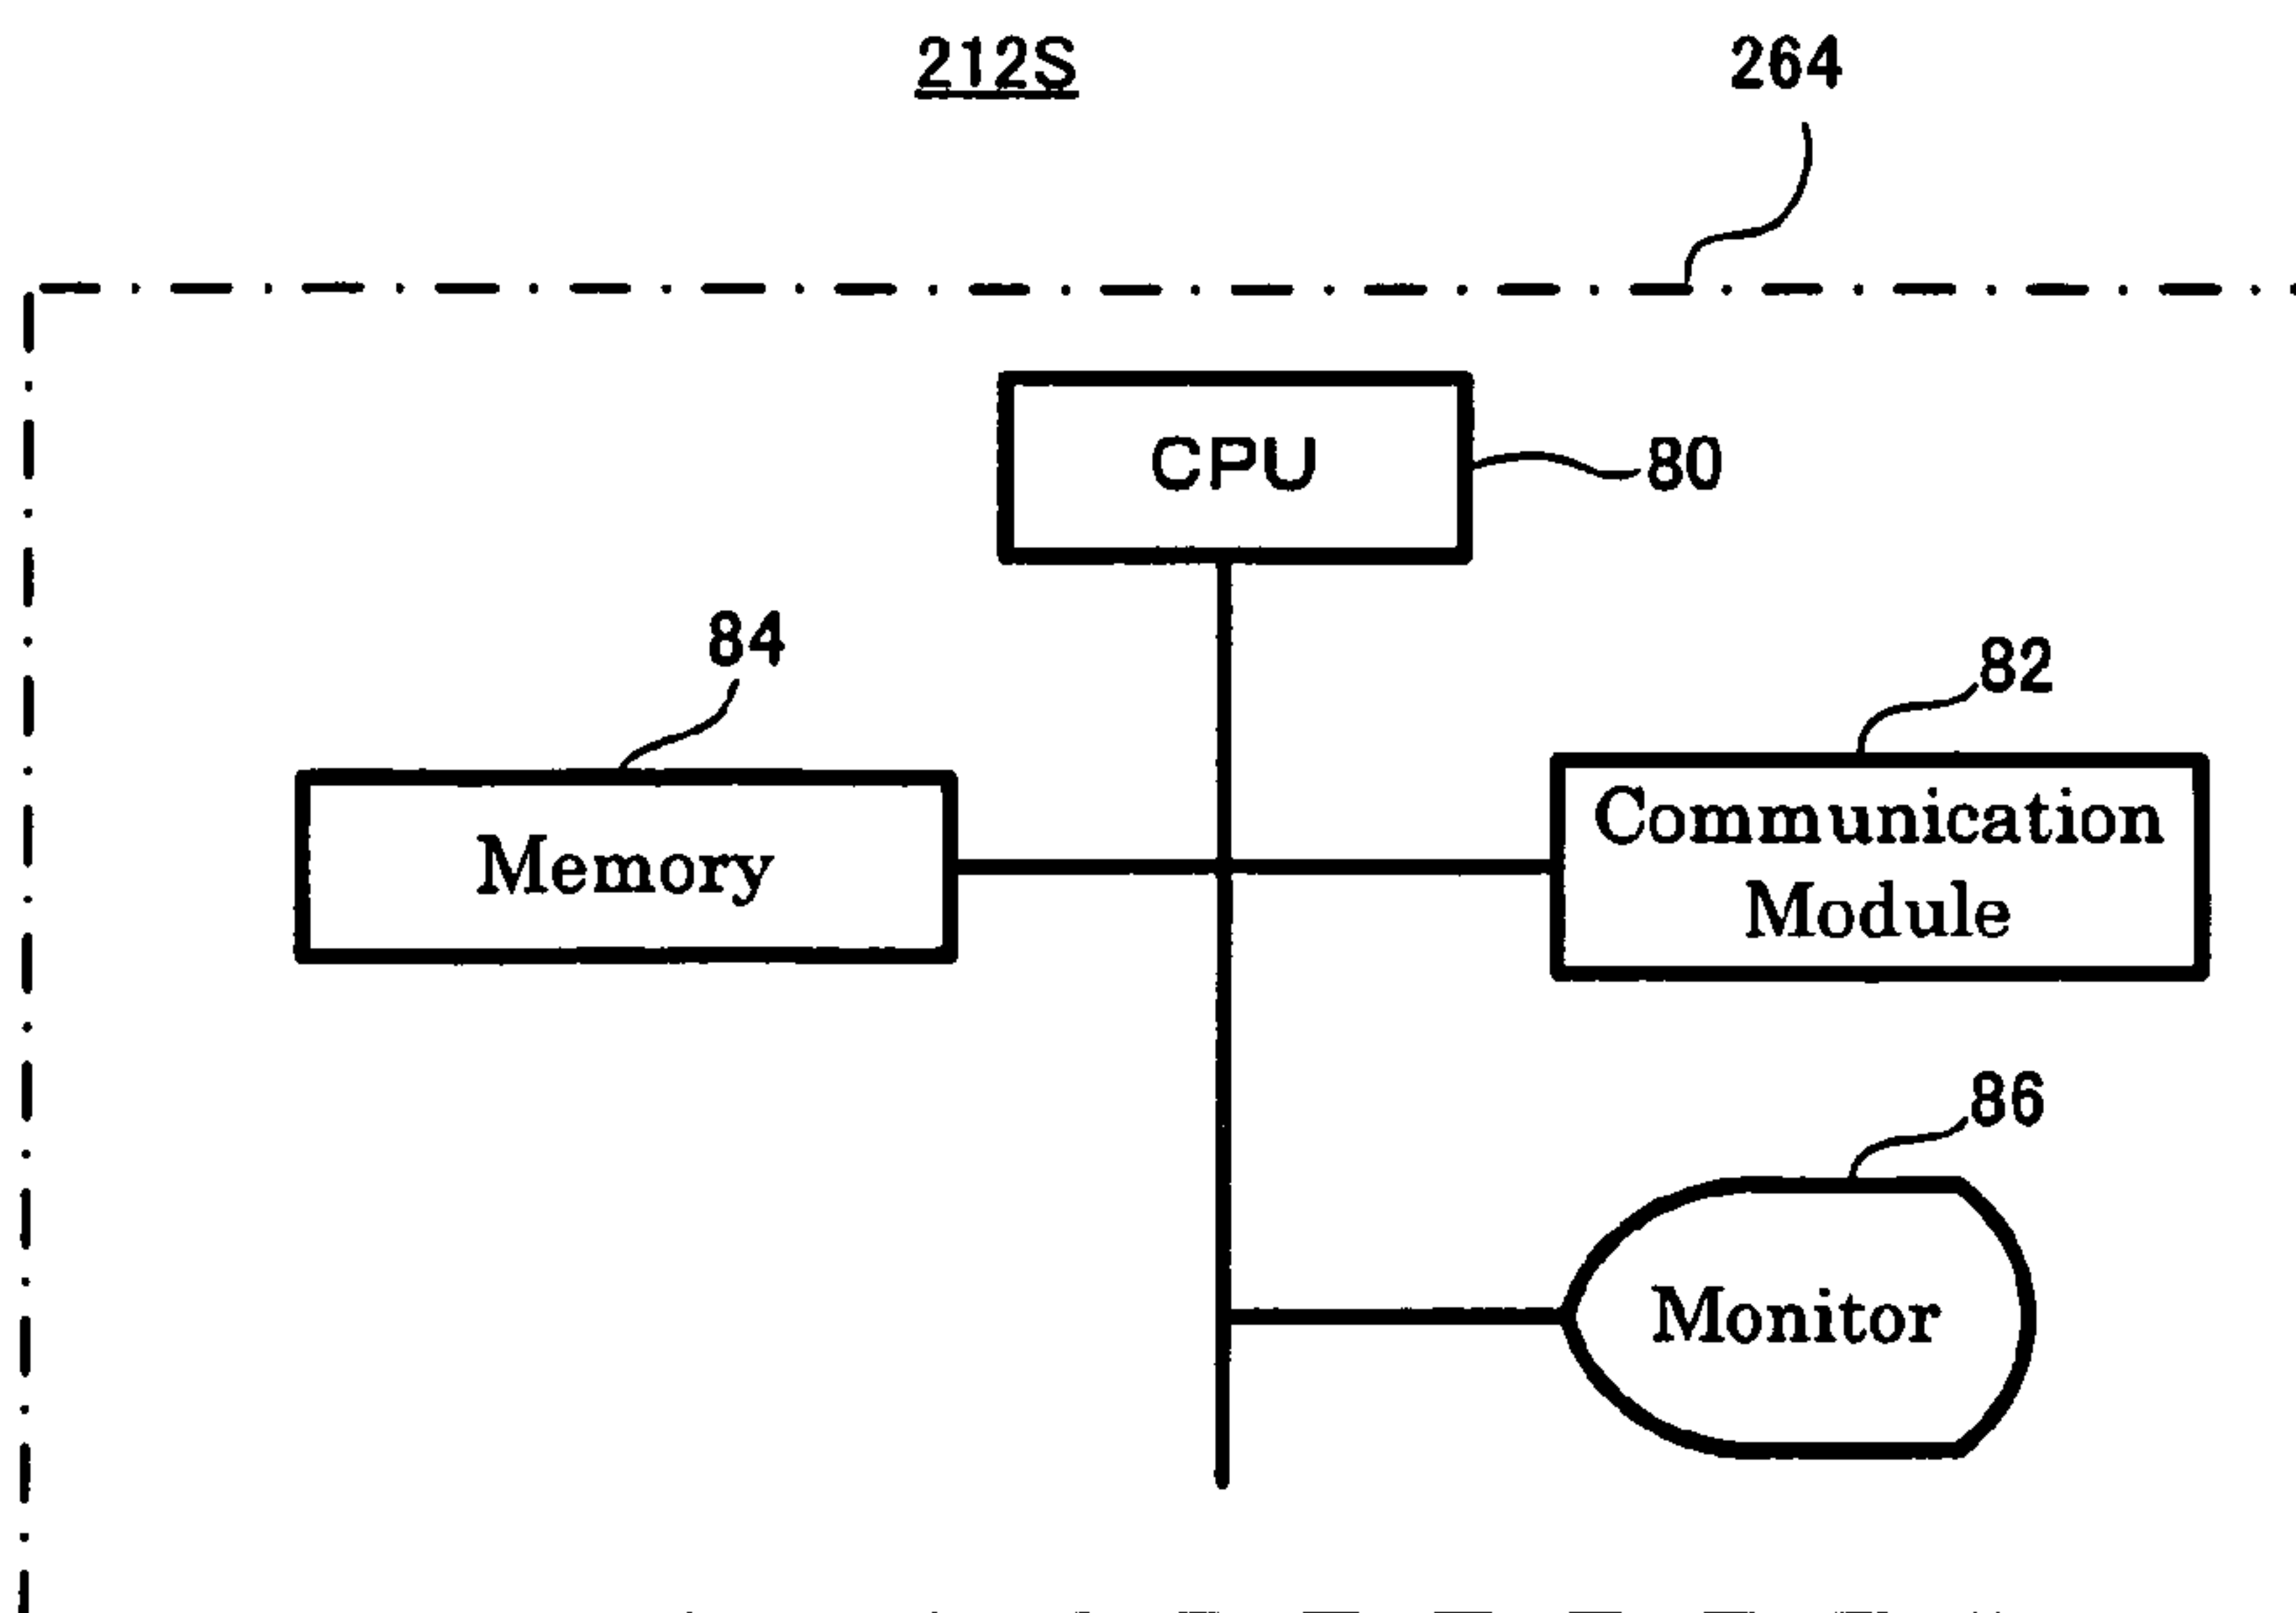 212S
264
CPU
80
84
82
Memory
Communication
Module
86
Monitor